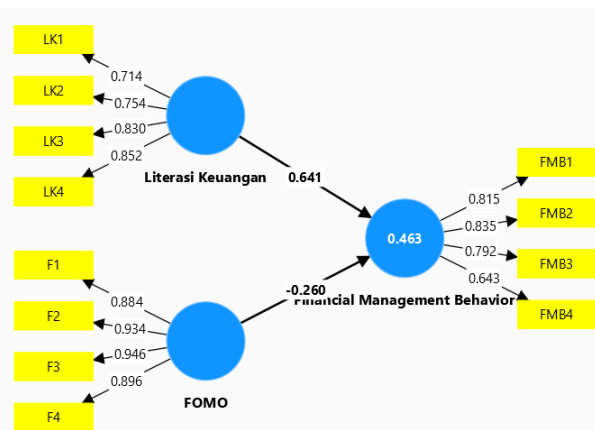 LK1
0.714
LK2
0.754
LK3
0.830
LK4
0.852
Literasi Keuangan
0.641
FMB1
0.815
FMB2
0.835
0.463
FMB3
0.792
FMB4
0.643
-0.260
Financial Management Behavior
F1
0.884
F2
0.934
F3
0.946
F4
0.896
FOMO